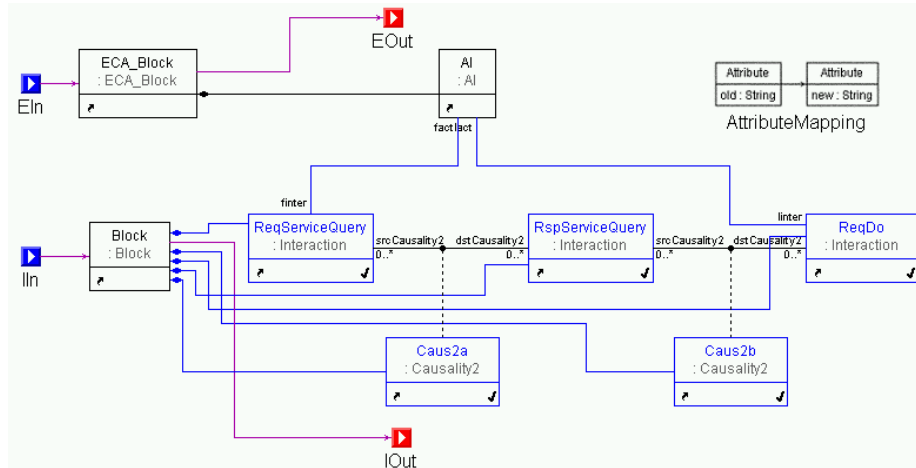 EOut
ECA_Block
: ECA_Block
AI
: AI
EIn
Attribute
old : String
Attribute
new : String
AttributeMapping
fact
lact
finter
linter
ReqServiceQuery
: Interaction
srcCausality2
0..*
dstCausality2
0..*
RspServiceQuery
: Interaction
srcCausality2
0..*
dstCausality2
0..*
ReqDo
: Interaction
Block
: Block
IIn
Caus2a
: Causality2
Caus2b
: Causality2
IOut